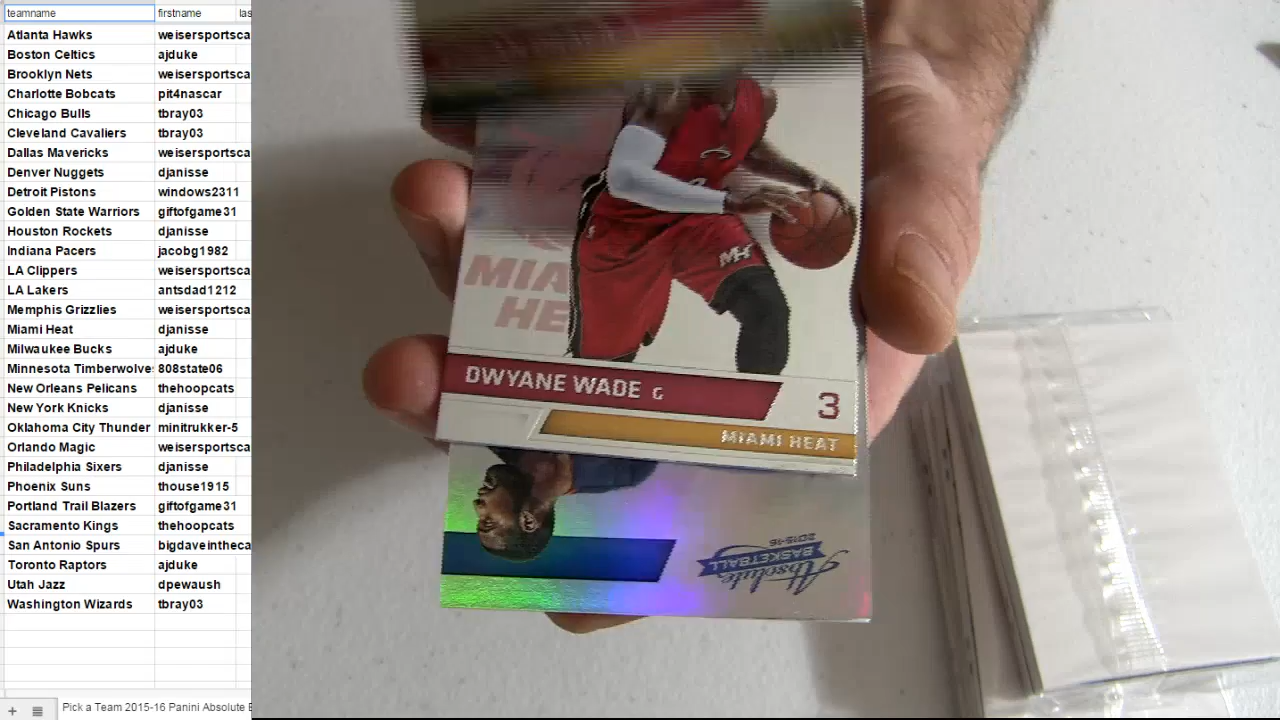 teamname firstname las
Atlanta Hawks weisersportsca
Boston Celtics ajduke
Brooklyn Nets weisersportsca
Charlotte Bobcats pit4nascar
Chicago Bulls tbray03
Cleveland Cavaliers tbray03
Dallas Mavericks weisersportsca
Denver Nuggets djanisse
Detroit Pistons windows2311
Golden State Warriors giftofgame31
Houston Rockets djanisse
Indiana Pacers jacobg1982
LA Clippers weisersportsca
LA Lakers antsdad1212
Memphis Grizzlies weisersportsca
Miami Heat djanisse
Milwaukee Bucks ajduke
Minnesota Timberwolve 808state06
New Orleans Pelicans thehoopcats
New York Knicks djanisse
Oklahoma City Thunder minitrukker-5
Orlando Magic weisersportsca
Philadelphia Sixers djanisse
Phoenix Suns thouse1915
Portland Trail Blazers giftofgame31
Sacramento Kings thehoopcats
San Antonio Spurs bigdaveintheca
Toronto Raptors ajduke
Utah Jazz dpewaush
Washington Wizards tbray03
Pick a Team 2015-16 Panini Absolute B
MIA
HE
MH
DWYANE WADE G
3
MIAMI HEAT
2015-16
Absolute
BASKETBALL